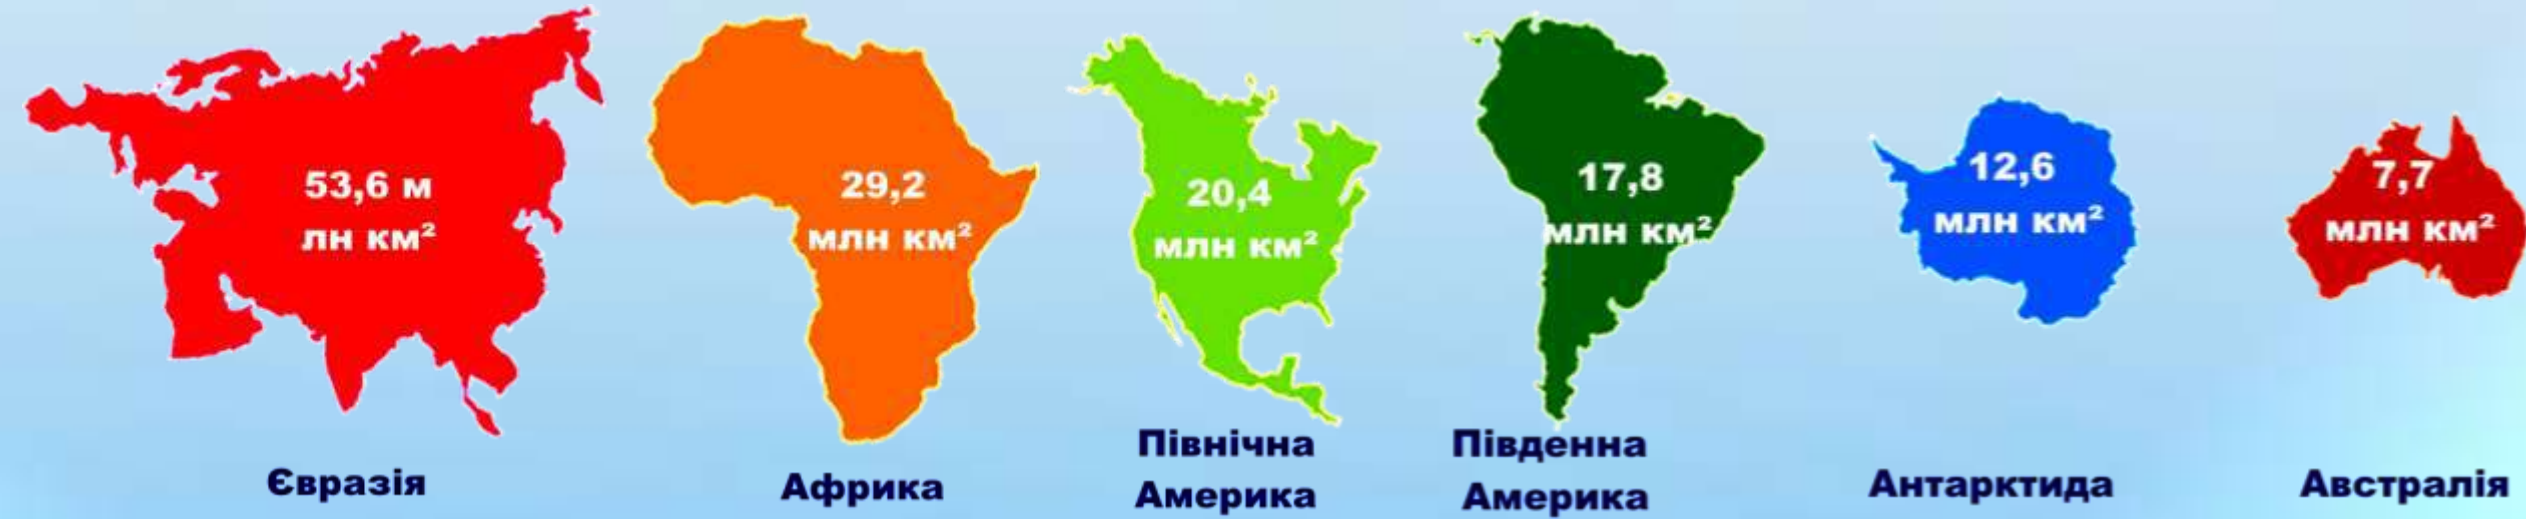 53,6 м
лн км²
29,2
млн км²
20,4
млн км²
17,8
млн км²
12,6
млн км²
7,7
млн км²
Євразія
Африка
Північна
Америка
Південна
Америка
Антарктида
Австралія